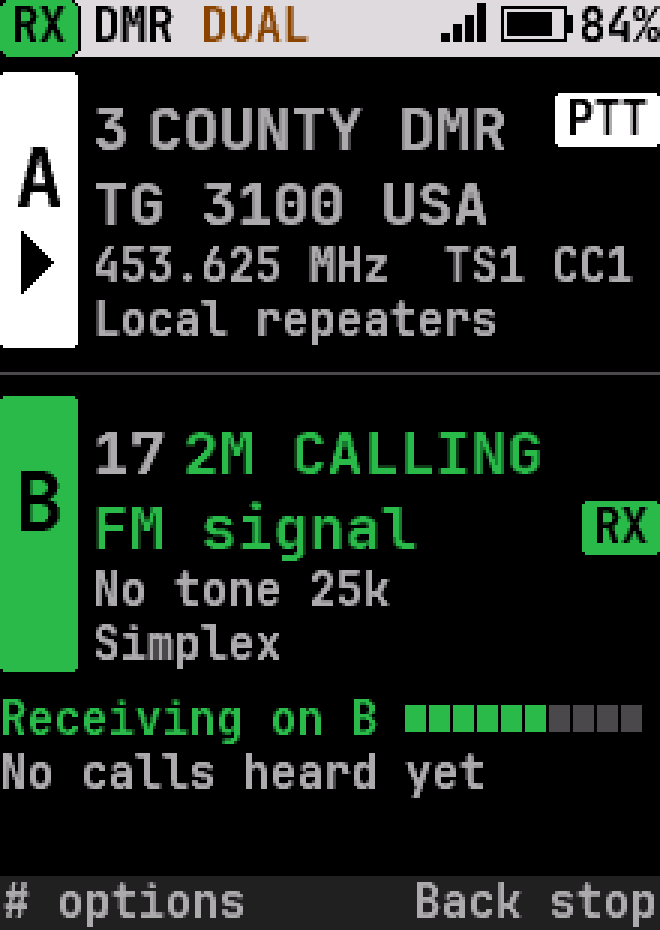 RX DMR DUAL 84%
A 3 COUNTY DMR PTT
TG 3100 USA
453.625 MHz TS1 CC1
Local repeaters
B 17 2M CALLING
FM signal RX
No tone 25k
Simplex
Receiving on B
No calls heard yet
# options Back stop